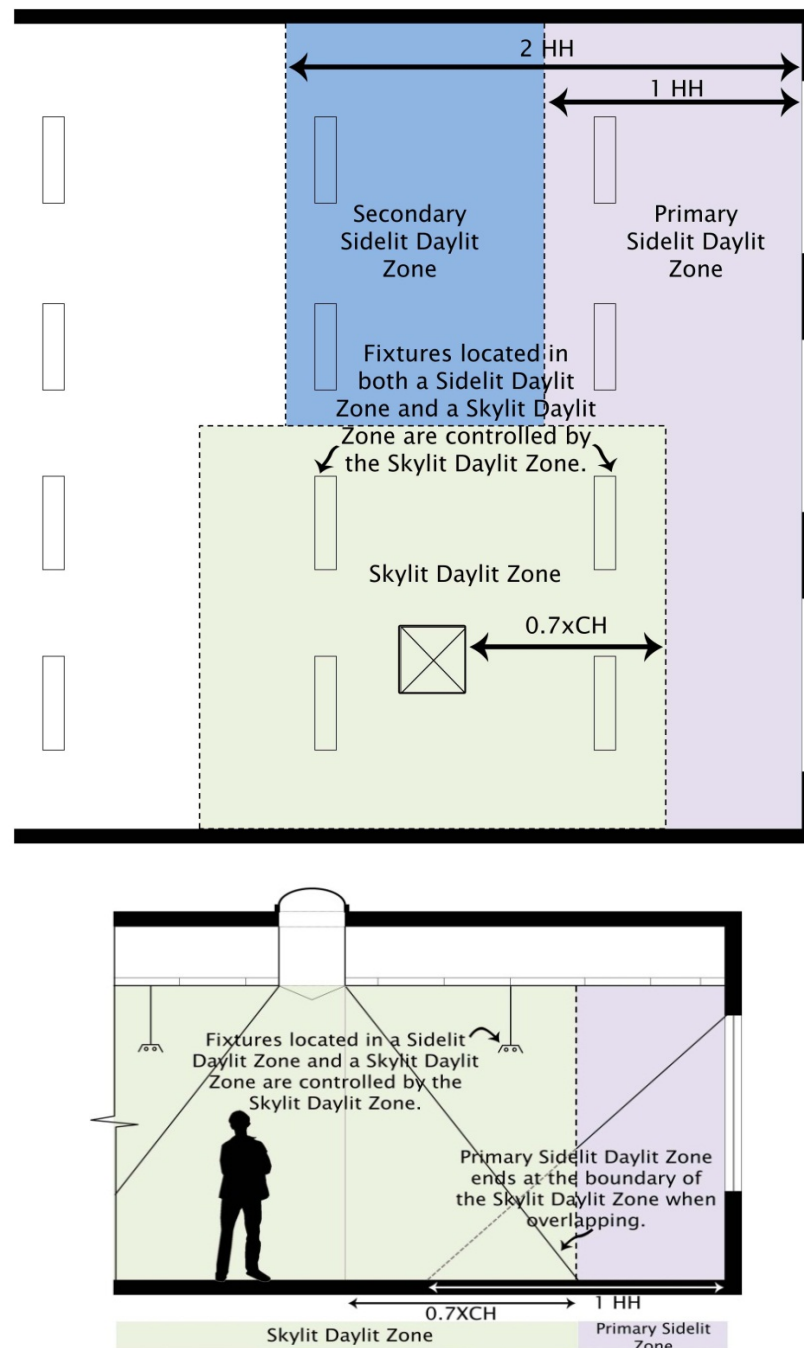 2 HH
1 HH
Secondary
Sidelit Daylit
Zone
Primary
Sidelit Daylit
Zone
Fixtures located in
both a Sidelit Daylit
Zone and a Skylit Daylit
Zone are controlled by
the Skylit Daylit Zone.
Skylit Daylit Zone
0.7xCH
Fixtures located in a Sidelit
Daylit Zone and a Skylit Daylit
Zone are controlled by the
Skylit Daylit Zone.
Primary Sidelit Daylit Zone
ends at the boundary of
the Skylit Daylit Zone when
overlapping.
1 HH
0.7XCH
Skylit Daylit Zone
Primary Sidelit
Zone